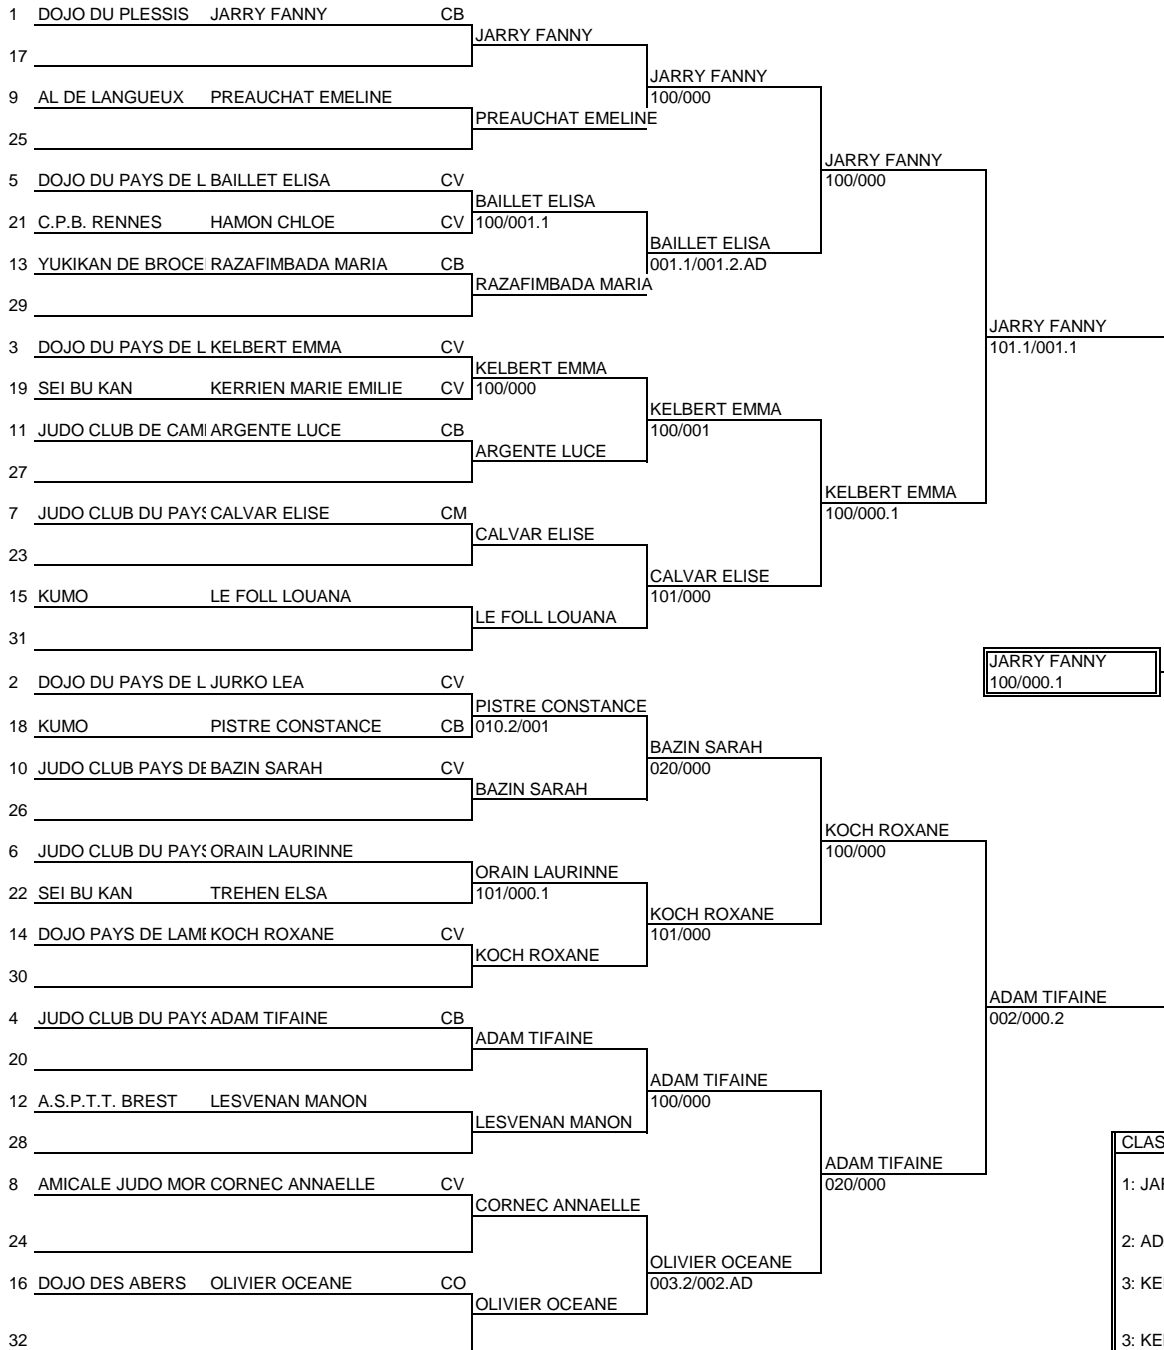 1 DOJO DU PLESSIS JARRY FANNY CB
JARRY FANNY
17
JARRY FANNY
9 AL DE LANGUEUX PREAUCHAT EMELINE 100/000
PREAUCHAT EMELINE
25
JARRY FANNY
5 DOJO DU PAYS DE L BAILLET ELISA CV 100/000
BAILLET ELISA
21 C.P.B. RENNES HAMON CHLOE CV 100/001.1
BAILLET ELISA
13 YUKIKAN DE BROCE RAZAFIMBADA MARIA CB 001.1/001.2.AD
RAZAFIMBADA MARIA
29
JARRY FANNY
3 DOJO DU PAYS DE L KELBERT EMMA CV 101.1/001.1
KELBERT EMMA
19 SEI BU KAN KERRIEN MARIE EMILIE CV 100/000
KELBERT EMMA
11 JUDO CLUB DE CAM ARGENTE LUCE CB 100/001
ARGENTE LUCE
27
KELBERT EMMA
7 JUDO CLUB DU PAYS CALVAR ELISE CM 100/000.1
CALVAR ELISE
23
CALVAR ELISE
15 KUMO LE FOLL LOUANA 101/000
LE FOLL LOUANA
31
JARRY FANNY
2 DOJO DU PAYS DE L JURKO LEA CV 100/000.1
PISTRE CONSTANCE
18 KUMO PISTRE CONSTANCE CB 010.2/001
BAZIN SARAH
10 JUDO CLUB PAYS DE BAZIN SARAH CV 020/000
BAZIN SARAH
26
KOCH ROXANE
6 JUDO CLUB DU PAYS ORAIN LAURINNE 100/000
ORAIN LAURINNE
22 SEI BU KAN TREHEN ELSA 101/000.1
KOCH ROXANE
14 DOJO PAYS DE LAMB KOCH ROXANE CV 101/000
KOCH ROXANE
30
ADAM TIFAINE
4 JUDO CLUB DU PAYS ADAM TIFAINE CB 002/000.2
ADAM TIFAINE
20
ADAM TIFAINE
12 A.S.P.T.T. BREST LESVENAN MANON 100/000
LESVENAN MANON
28 CLAS
ADAM TIFAINE
8 AMICALE JUDO MOR CORNEC ANNAELLE CV 020/000 1: JAR
CORNEC ANNAELLE
24 2: AD
OLIVIER OCEANE
16 DOJO DES ABERS OLIVIER OCEANE CO 003.2/002.AD 3: KE
OLIVIER OCEANE
32 3: KE